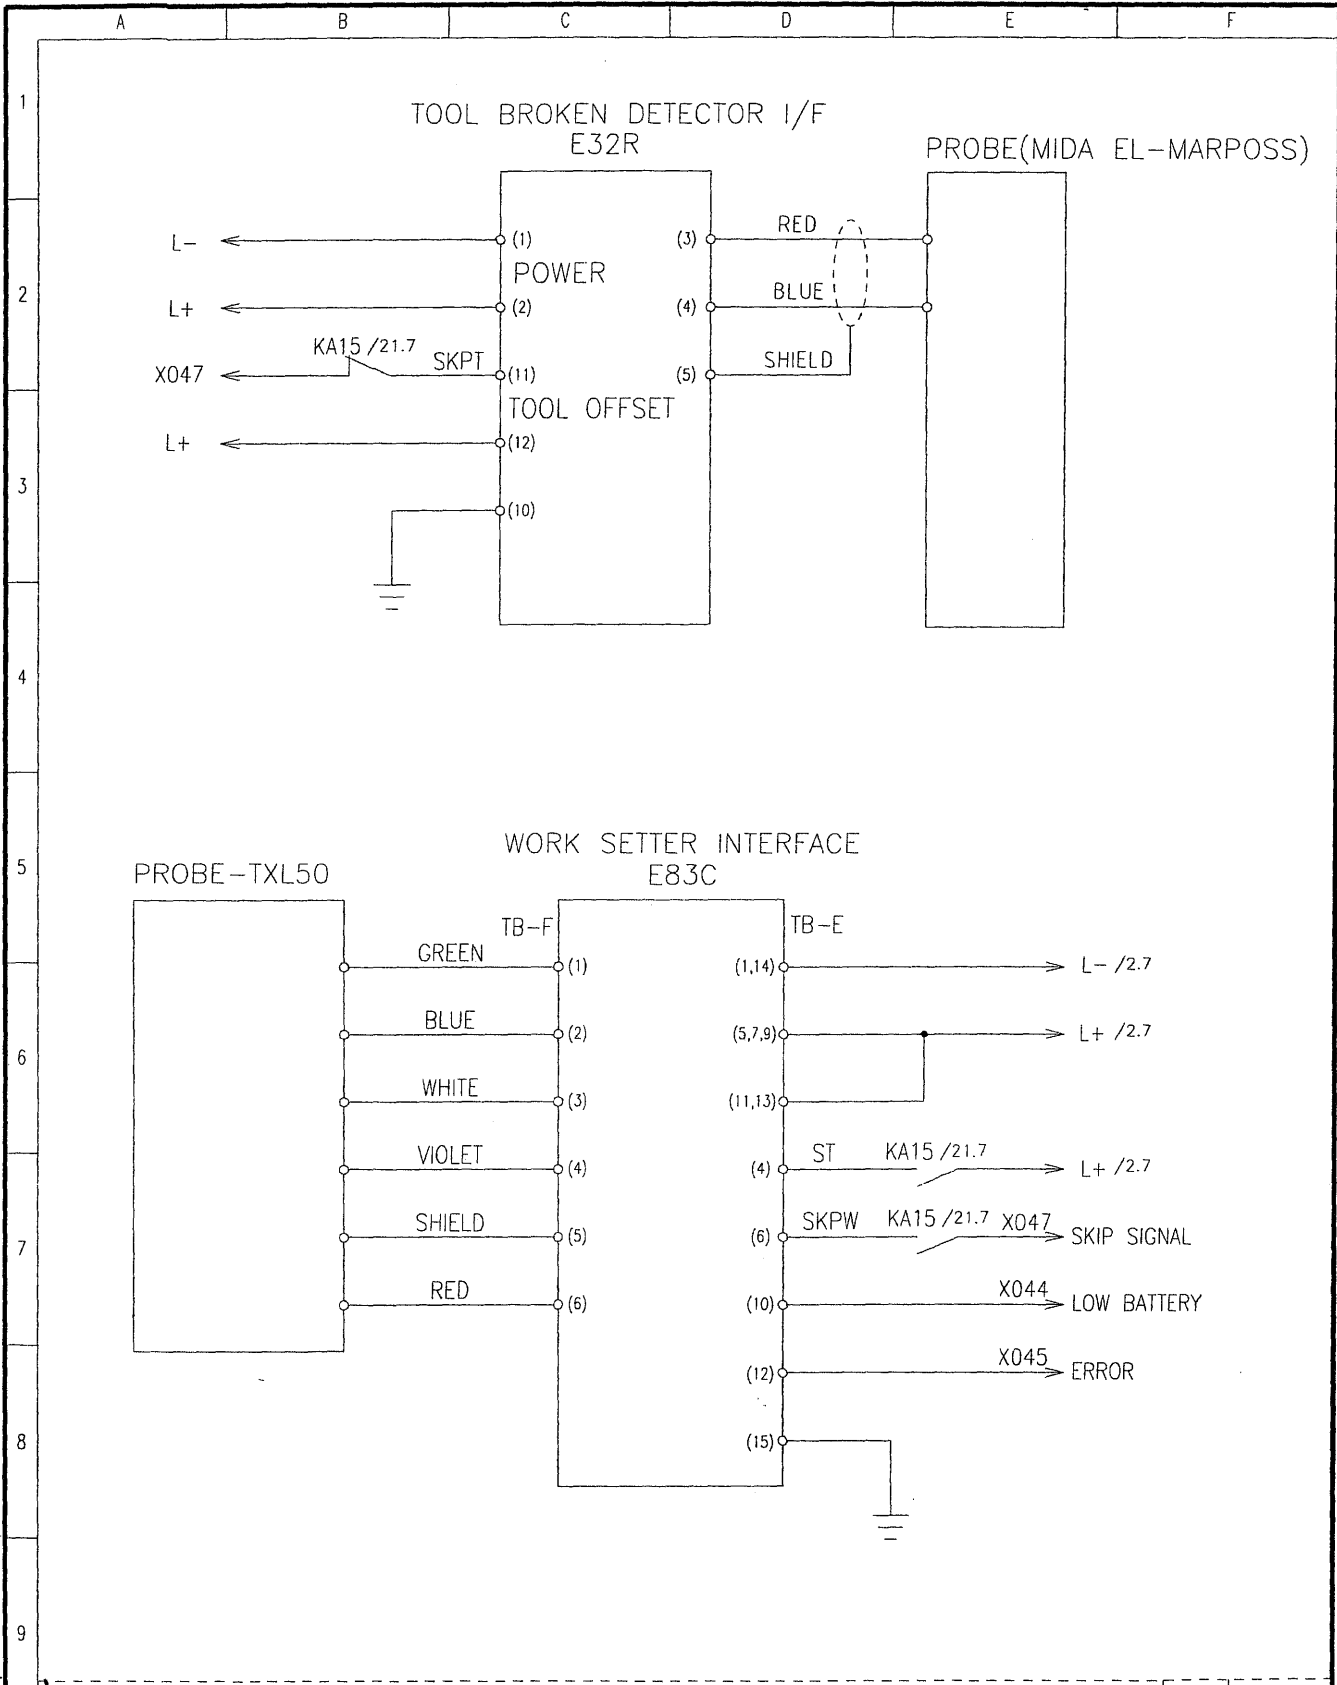 A B C D E F
1
TOOL BROKEN DETECTOR I/F
E32R
PROBE(MIDA EL-MARPOSS)
L- (1) (3) RED
POWER
2
L+ (2) (4) BLUE
X047 KA15 /21.7 SKPT (11) (5) SHIELD
TOOL OFFSET
L+ (12)
3
(10)
4
WORK SETTER INTERFACE
5
PROBE-TXL50
E83C
TB-F TB-E
GREEN (1) (1,14) L- /2.7
BLUE (2) (5,7,9) L+ /2.7
6
WHITE (3) (11,13)
VIOLET (4) (4) ST KA15 /21.7 L+ /2.7
SHIELD (5) (6) SKPW KA15 /21.7 X047 SKIP SIGNAL
7
RED (6) (10) X044 LOW BATTERY
(12) X045 ERROR
8
(15)
9